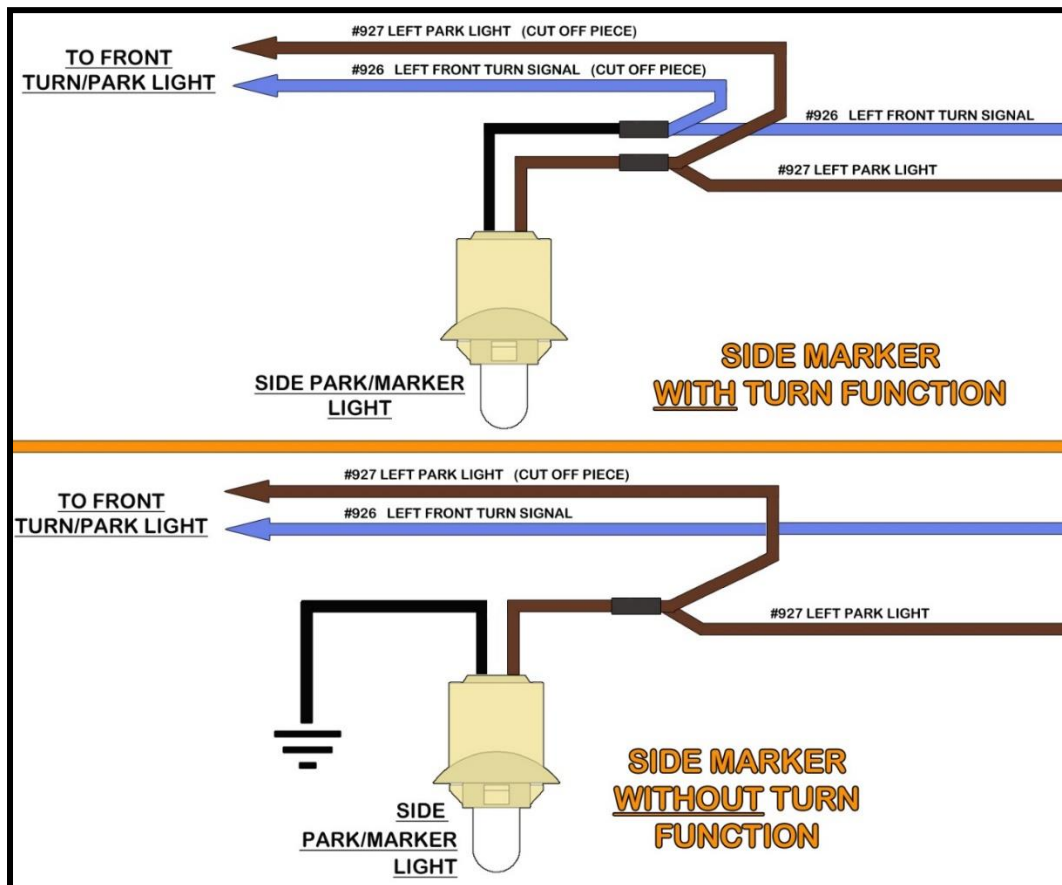 #927 LEFT PARK LIGHT (CUT OFF PIECE)
TO FRONT
TURN/PARK LIGHT
#926 LEFT FRONT TURN SIGNAL (CUT OFF PIECE)
#926 LEFT FRONT TURN SIGNAL
#927 LEFT PARK LIGHT
SIDE PARK/MARKER
LIGHT
SIDE MARKER
WITH TURN FUNCTION
#927 LEFT PARK LIGHT (CUT OFF PIECE)
TO FRONT
TURN/PARK LIGHT
#926 LEFT FRONT TURN SIGNAL
#927 LEFT PARK LIGHT
SIDE
PARK/MARKER
LIGHT
SIDE MARKER
WITHOUT TURN
FUNCTION